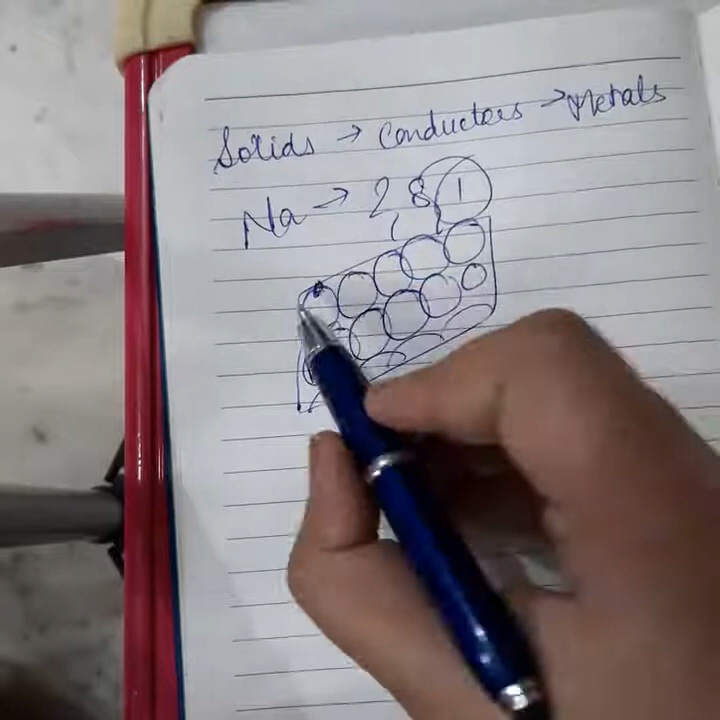 Solids → Conductors → Metals
Na → 2 8 1